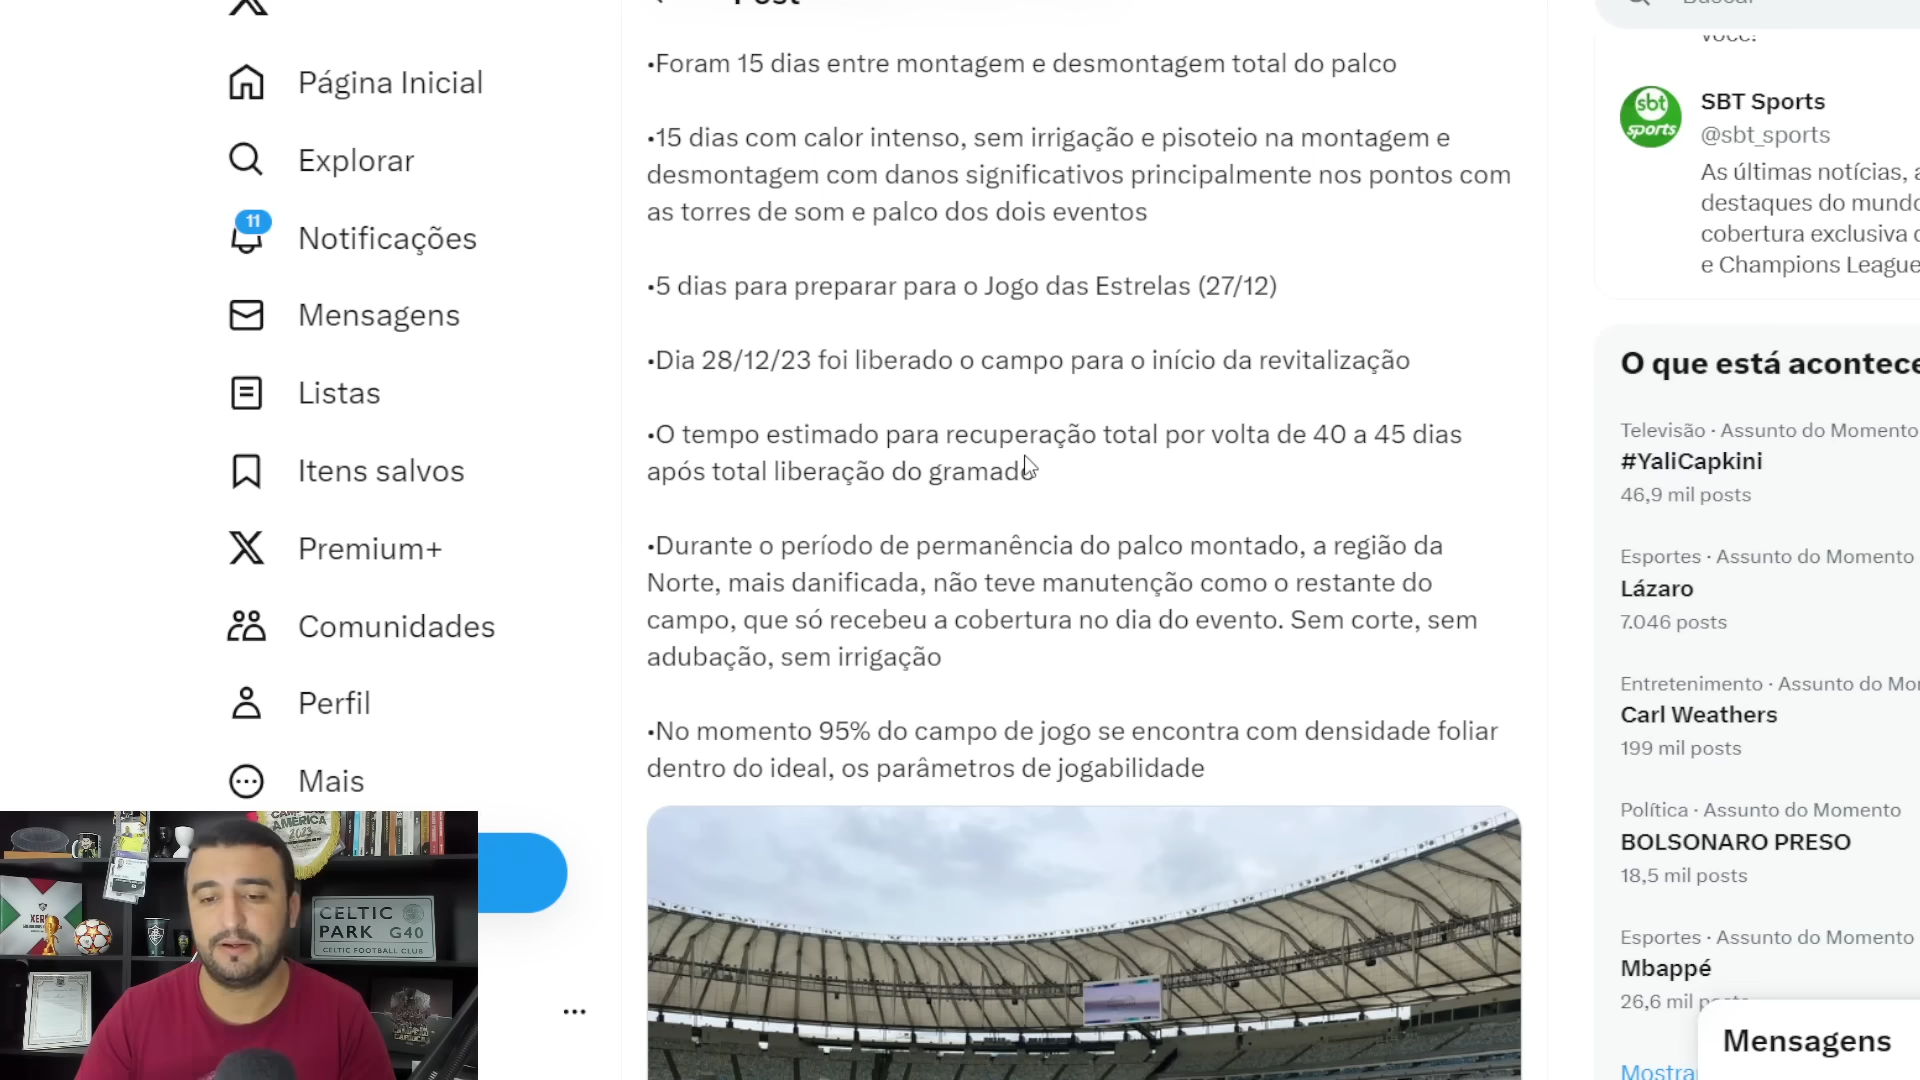 Post
Buscar
Página Inicial
Explorar
11
Notificações
Mensagens
Listas
Itens salvos
Premium+
Comunidades
Perfil
Mais
•Foram 15 dias entre montagem e desmontagem total do palco
•15 dias com calor intenso, sem irrigação e pisoteio na montagem e
desmontagem com danos significativos principalmente nos pontos com
as torres de som e palco dos dois eventos
•5 dias para preparar para o Jogo das Estrelas (27/12)
•Dia 28/12/23 foi liberado o campo para o início da revitalização
•O tempo estimado para recuperação total por volta de 40 a 45 dias
após total liberação do gramado
•Durante o período de permanência do palco montado, a região da
Norte, mais danificada, não teve manutenção como o restante do
campo, que só recebeu a cobertura no dia do evento. Sem corte, sem
adubação, sem irrigação
•No momento 95% do campo de jogo se encontra com densidade foliar
dentro do ideal, os parâmetros de jogabilidade
você!
sbt
sports
SBT Sports
@sbt_sports
As últimas notícias, a
destaques do mundo
cobertura exclusiva
e Champions League
O que está acontece
Televisão · Assunto do Momento
#YaliCapkini
46,9 mil posts
Esportes · Assunto do Momento
Lázaro
7.046 posts
Entretenimento · Assunto do Mo
Carl Weathers
199 mil posts
Política · Assunto do Momento
BOLSONARO PRESO
18,5 mil posts
Esportes · Assunto do Momento
Mbappé
26,6 mil posts
Mostrar
Mensagens
AMÉRICA
2023
CELTIC
PARK G40
CELTIC FOOTBALL CLUB